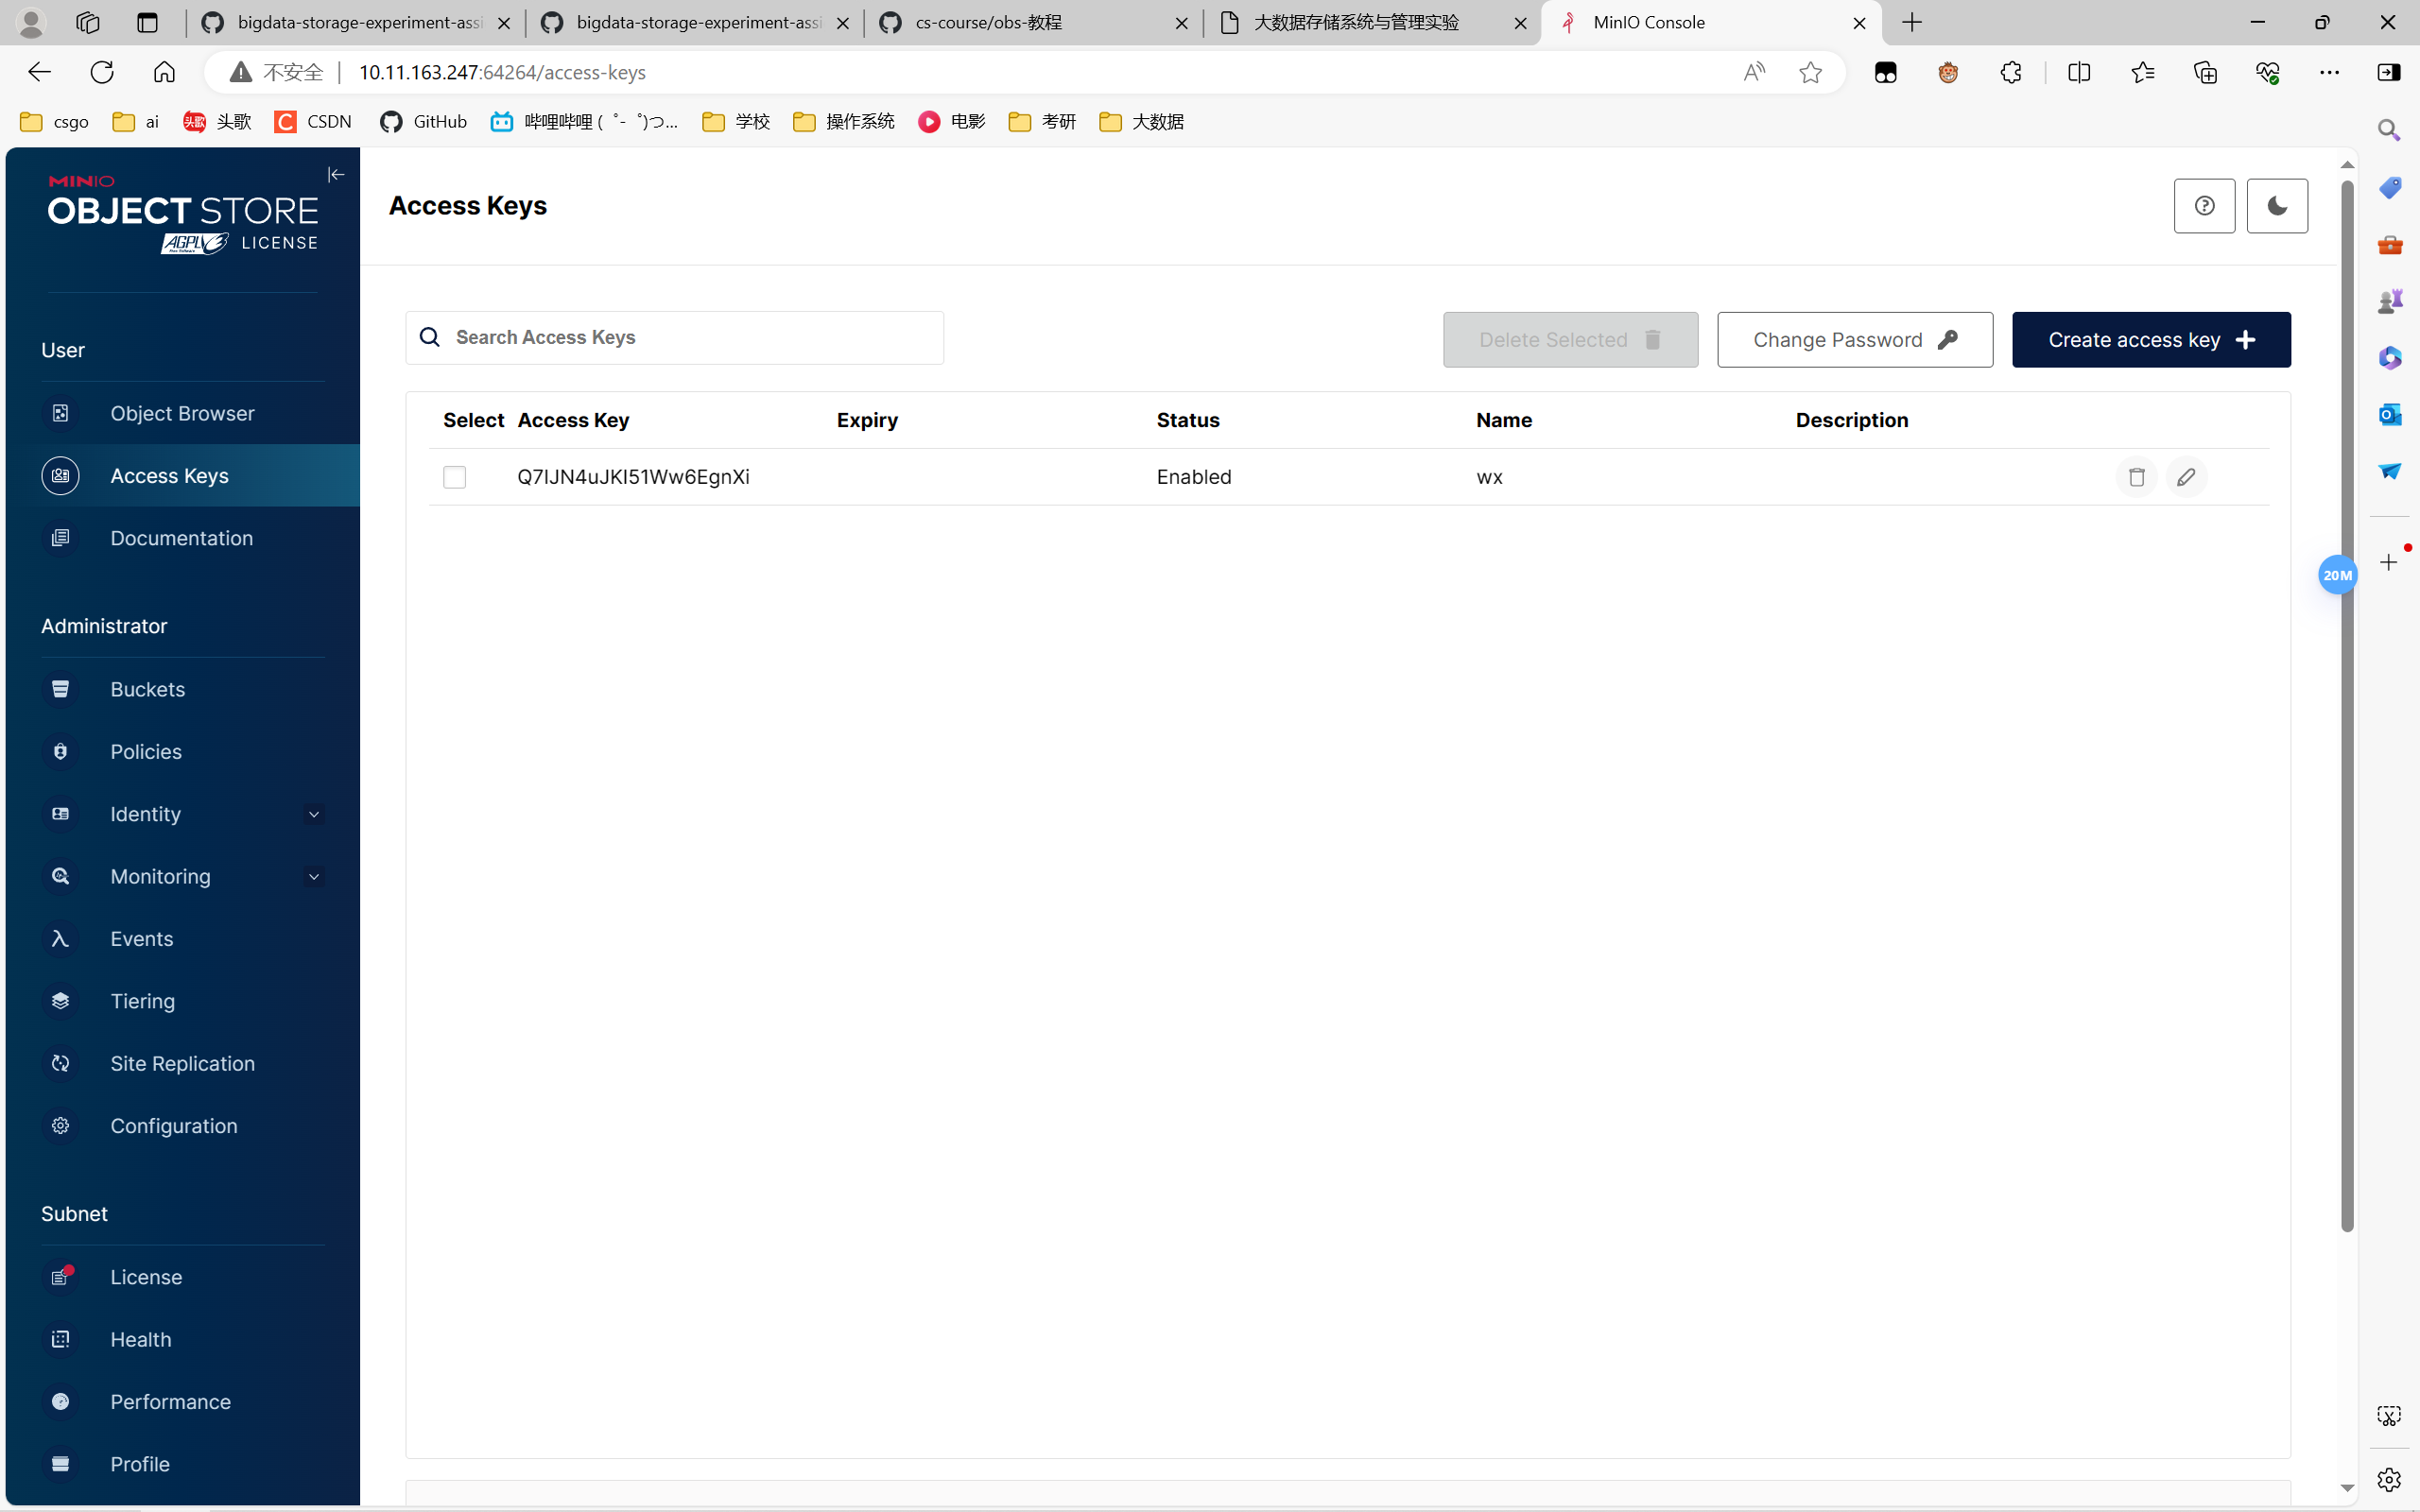 bigdata-storage-experiment-assi
bigdata-storage-experiment-assi
cs-course/obs-教程
大数据存储系统与管理实验
MinIO Console
不安全
10.11.163.247:64264/access-keys
csgo
ai
头歌
头歌
CSDN
GitHub
哔哩哔哩 ( ゜- ゜)つ...
学校
操作系统
电影
考研
大数据
MINIO
OBJECT STORE
AGPLv3 LICENSE
Access Keys
Search Access Keys
Delete Selected
Change Password
Create access key
Select Access Key Expiry Status Name Description
Q7IJN4uJKI51Ww6EgnXi Enabled wx
User
Object Browser
Access Keys
Documentation
Administrator
Buckets
Policies
Identity
Monitoring
Events
Tiering
Site Replication
Configuration
Subnet
License
Health
Performance
Profile
20M